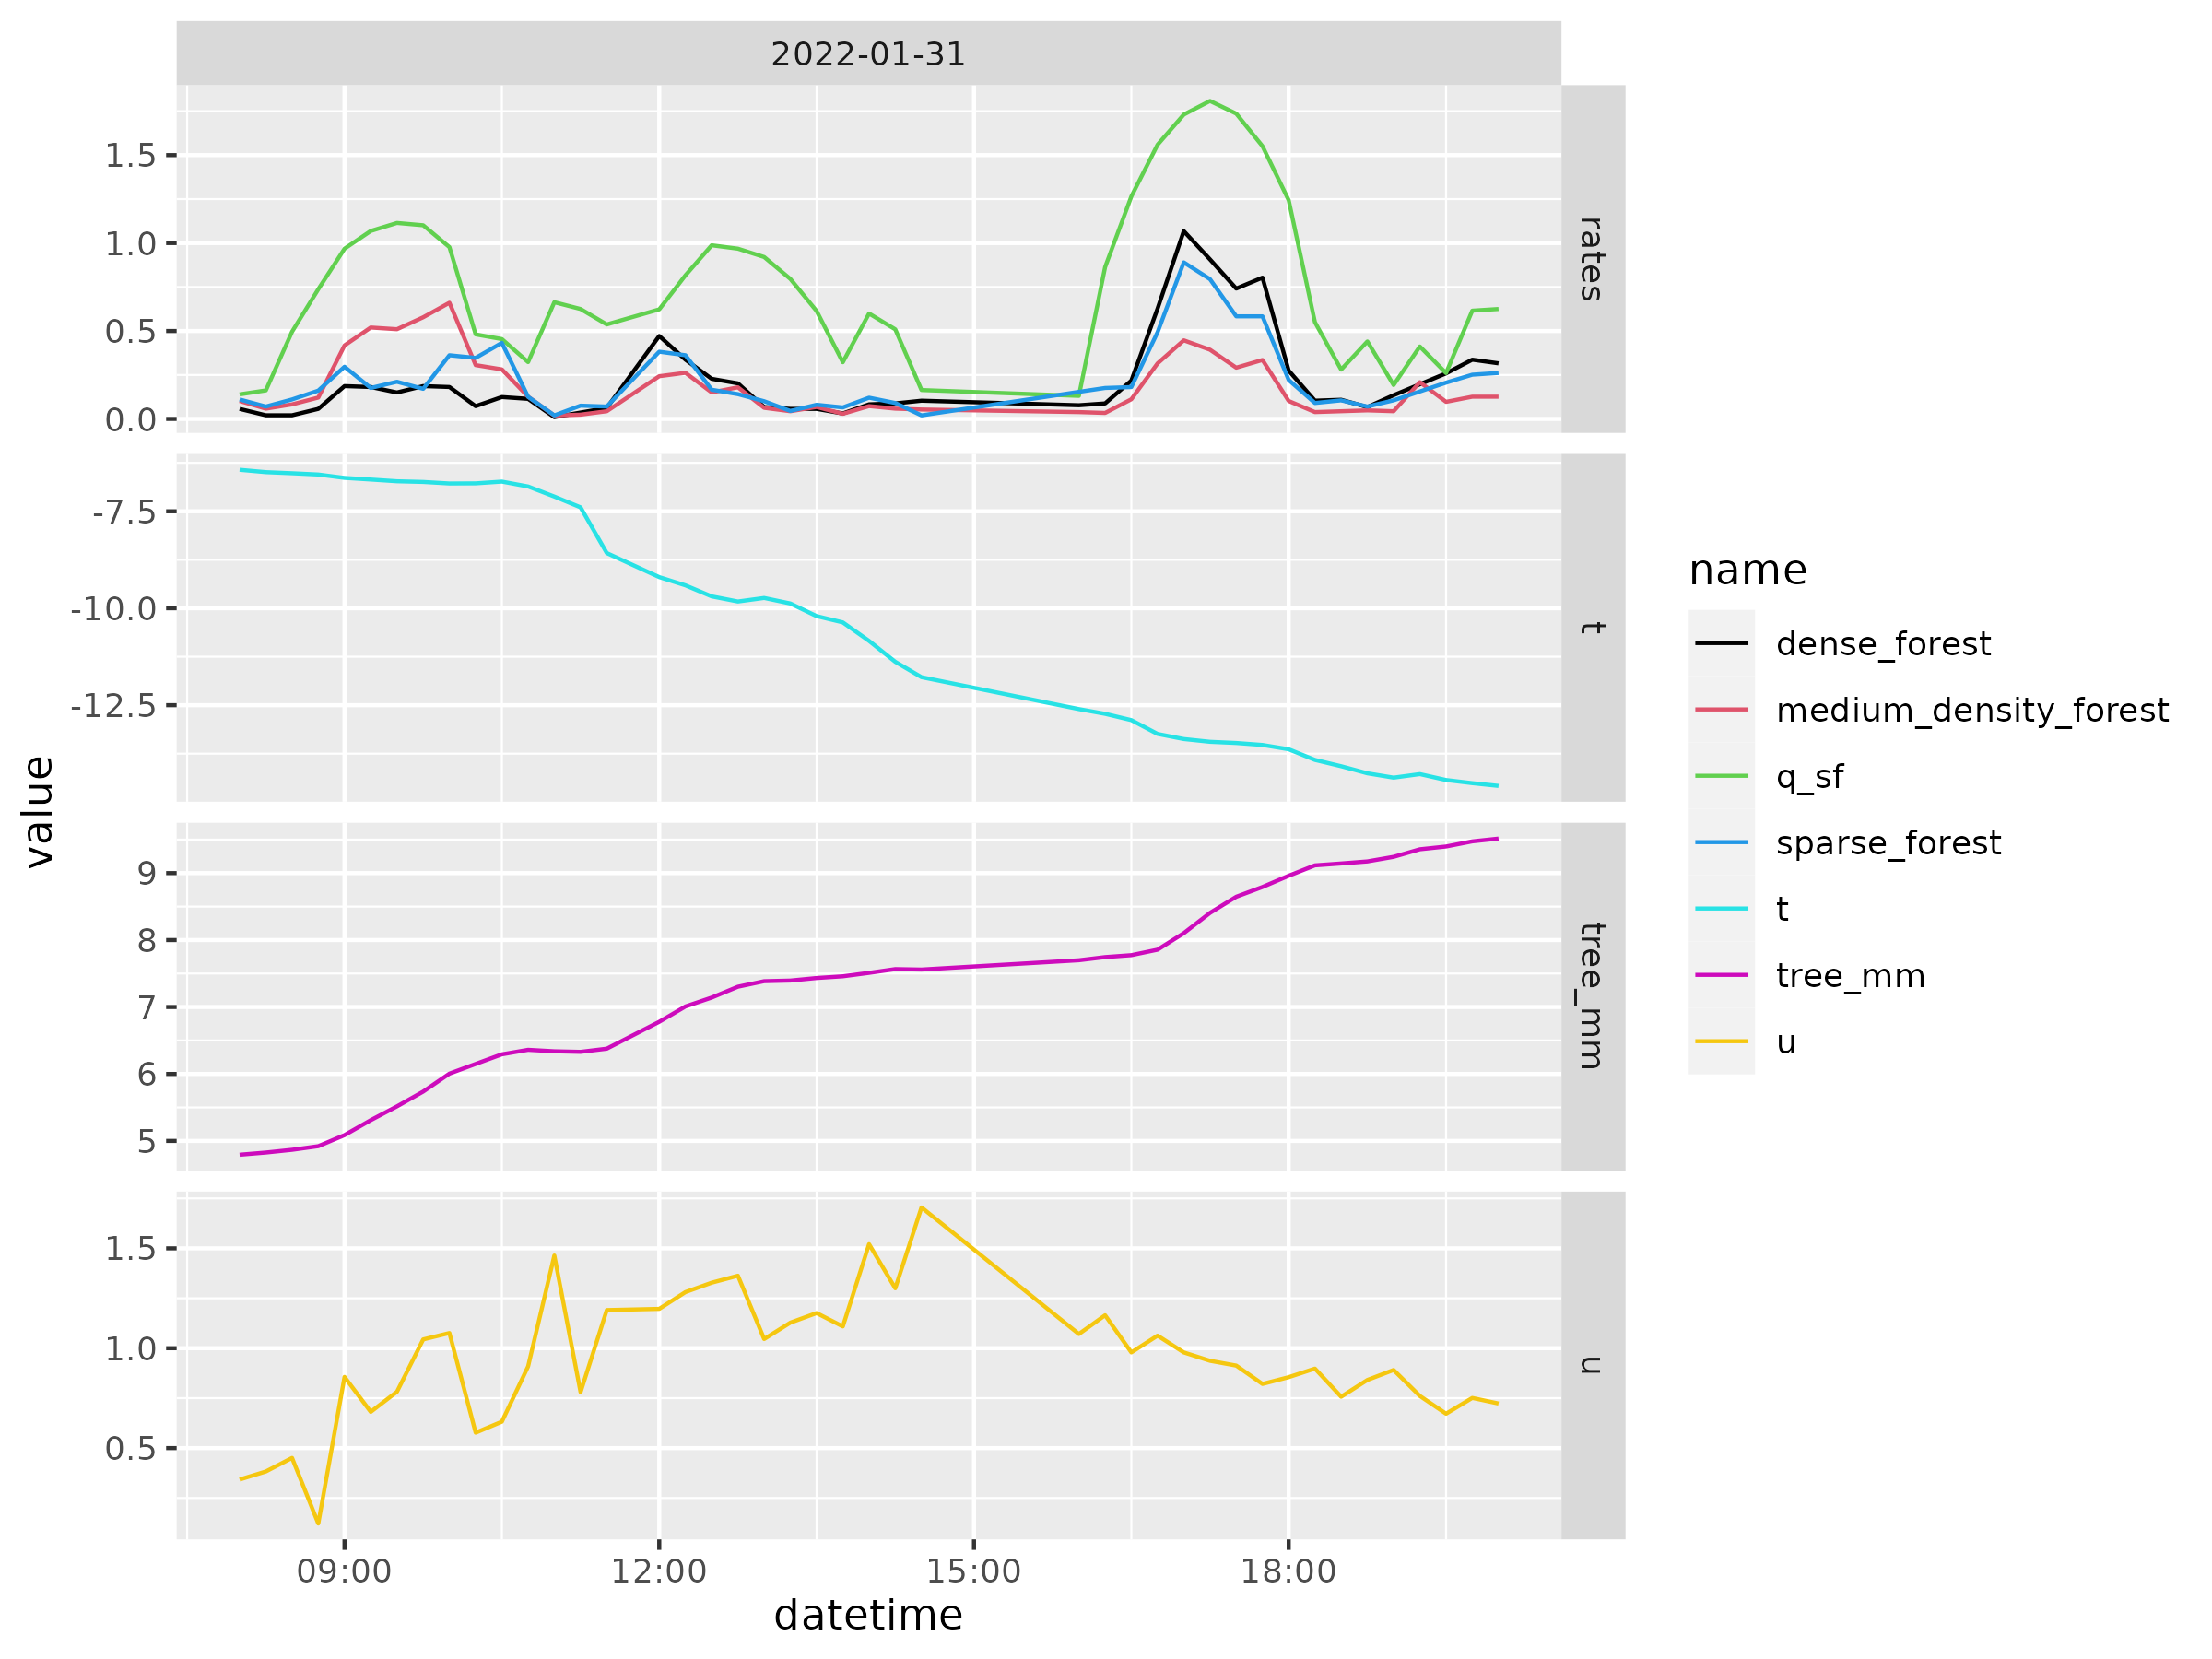 2022-01-31
1.5
1.0
0.5
0.0
rates
-7.5
-10.0
-12.5
t
9
8
7
6
5
tree_mm
1.5
1.0
0.5
u
09:00 12:00 15:00 18:00
datetime
value
name
dense_forest
medium_density_forest
q_sf
sparse_forest
t
tree_mm
u